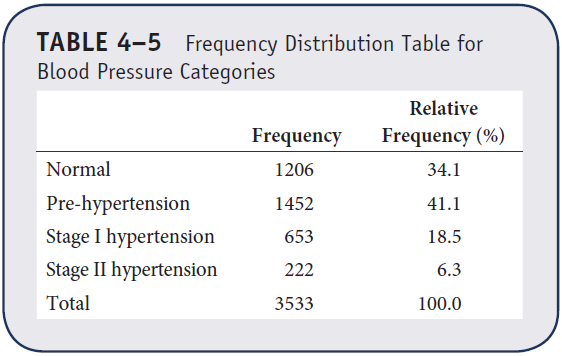 TABLE 4–5 Frequency Distribution Table for
Blood Pressure Categories
Relative
Frequency Frequency (%)
Normal 1206 34.1
Pre-hypertension 1452 41.1
Stage I hypertension 653 18.5
Stage II hypertension 222 6.3
Total 3533 100.0